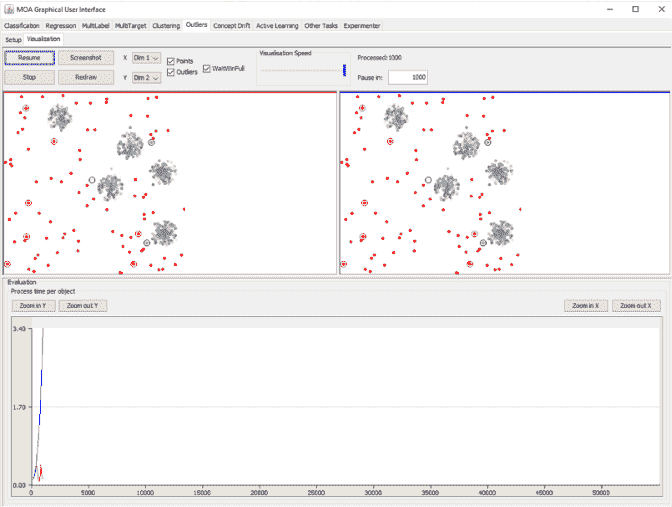 MOA Graphical User Interface
Classification Regression MultiLabel MultiTarget Clustering Outliers Concept Drift Active Learning Other Tasks Experimenter
Setup Visualization
Resume Screenshot X Dim 1 Points WaitWinFull Visualisation Speed Processed: 1000
Stop Redraw Y Dim 2 Outliers Pause in: 1000
Evaluation
Process time per object
Zoom in Y Zoom out Y Zoom in X Zoom out X
3.40
1.70
0.00
0 5000 10000 15000 20000 25000 30000 35000 40000 45000 50000